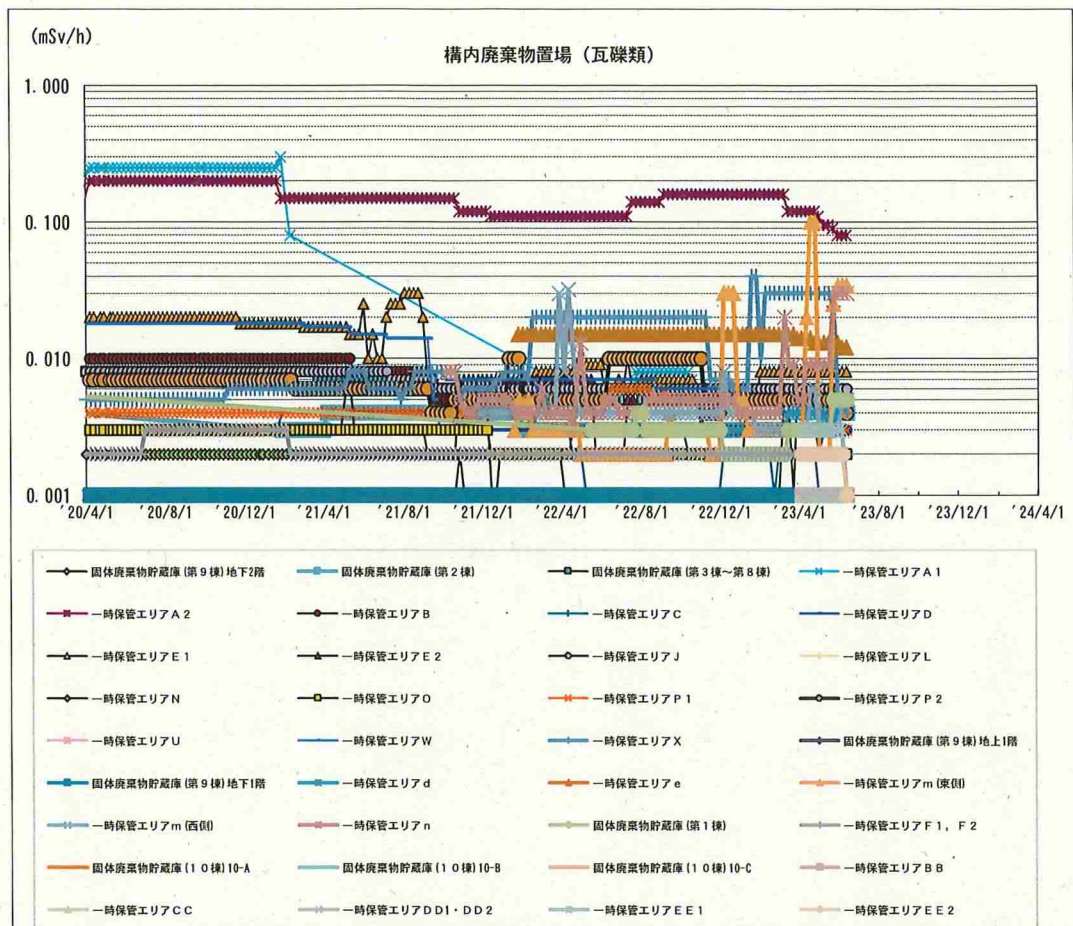 (mSv/h)
構内廃棄物置場（瓦礫類）
1.000
0.100
0.010
0.001
'20/4/1 '20/8/1 '20/12/1 '21/4/1 '21/8/1 '21/12/1 '22/4/1 '22/8/1 '22/12/1 '23/4/1 '23/8/1 '23/12/1 '24/4/1
固体廃棄物貯蔵庫(第９棟)地下2階 固体廃棄物貯蔵庫(第２棟) 固体廃棄物貯蔵庫(第３棟～第８棟) 一時保管エリアＡ１
一時保管エリアＡ２ 一時保管エリアＢ 一時保管エリアＣ 一時保管エリアＤ
一時保管エリアＥ１ 一時保管エリアＥ２ 一時保管エリアＪ 一時保管エリアＬ
一時保管エリアＮ 一時保管エリアＯ 一時保管エリアＰ１ 一時保管エリアＰ２
一時保管エリアＵ 一時保管エリアＷ 一時保管エリアＸ 固体廃棄物貯蔵庫(第９棟)地上1階
固体廃棄物貯蔵庫(第９棟)地下1階 一時保管エリアｄ 一時保管エリアｅ 一時保管エリアｍ(東側)
一時保管エリアｍ(西側) 一時保管エリアｎ 固体廃棄物貯蔵庫(第１棟) 一時保管エリアＦ１，Ｆ２
固体廃棄物貯蔵庫(１０棟)10-A 固体廃棄物貯蔵庫(１０棟)10-B 固体廃棄物貯蔵庫(１０棟)10-C 一時保管エリアＢＢ
一時保管エリアＣＣ 一時保管エリアＤＤ1・ＤＤ２ 一時保管エリアＥＥ１ 一時保管エリアＥＥ２